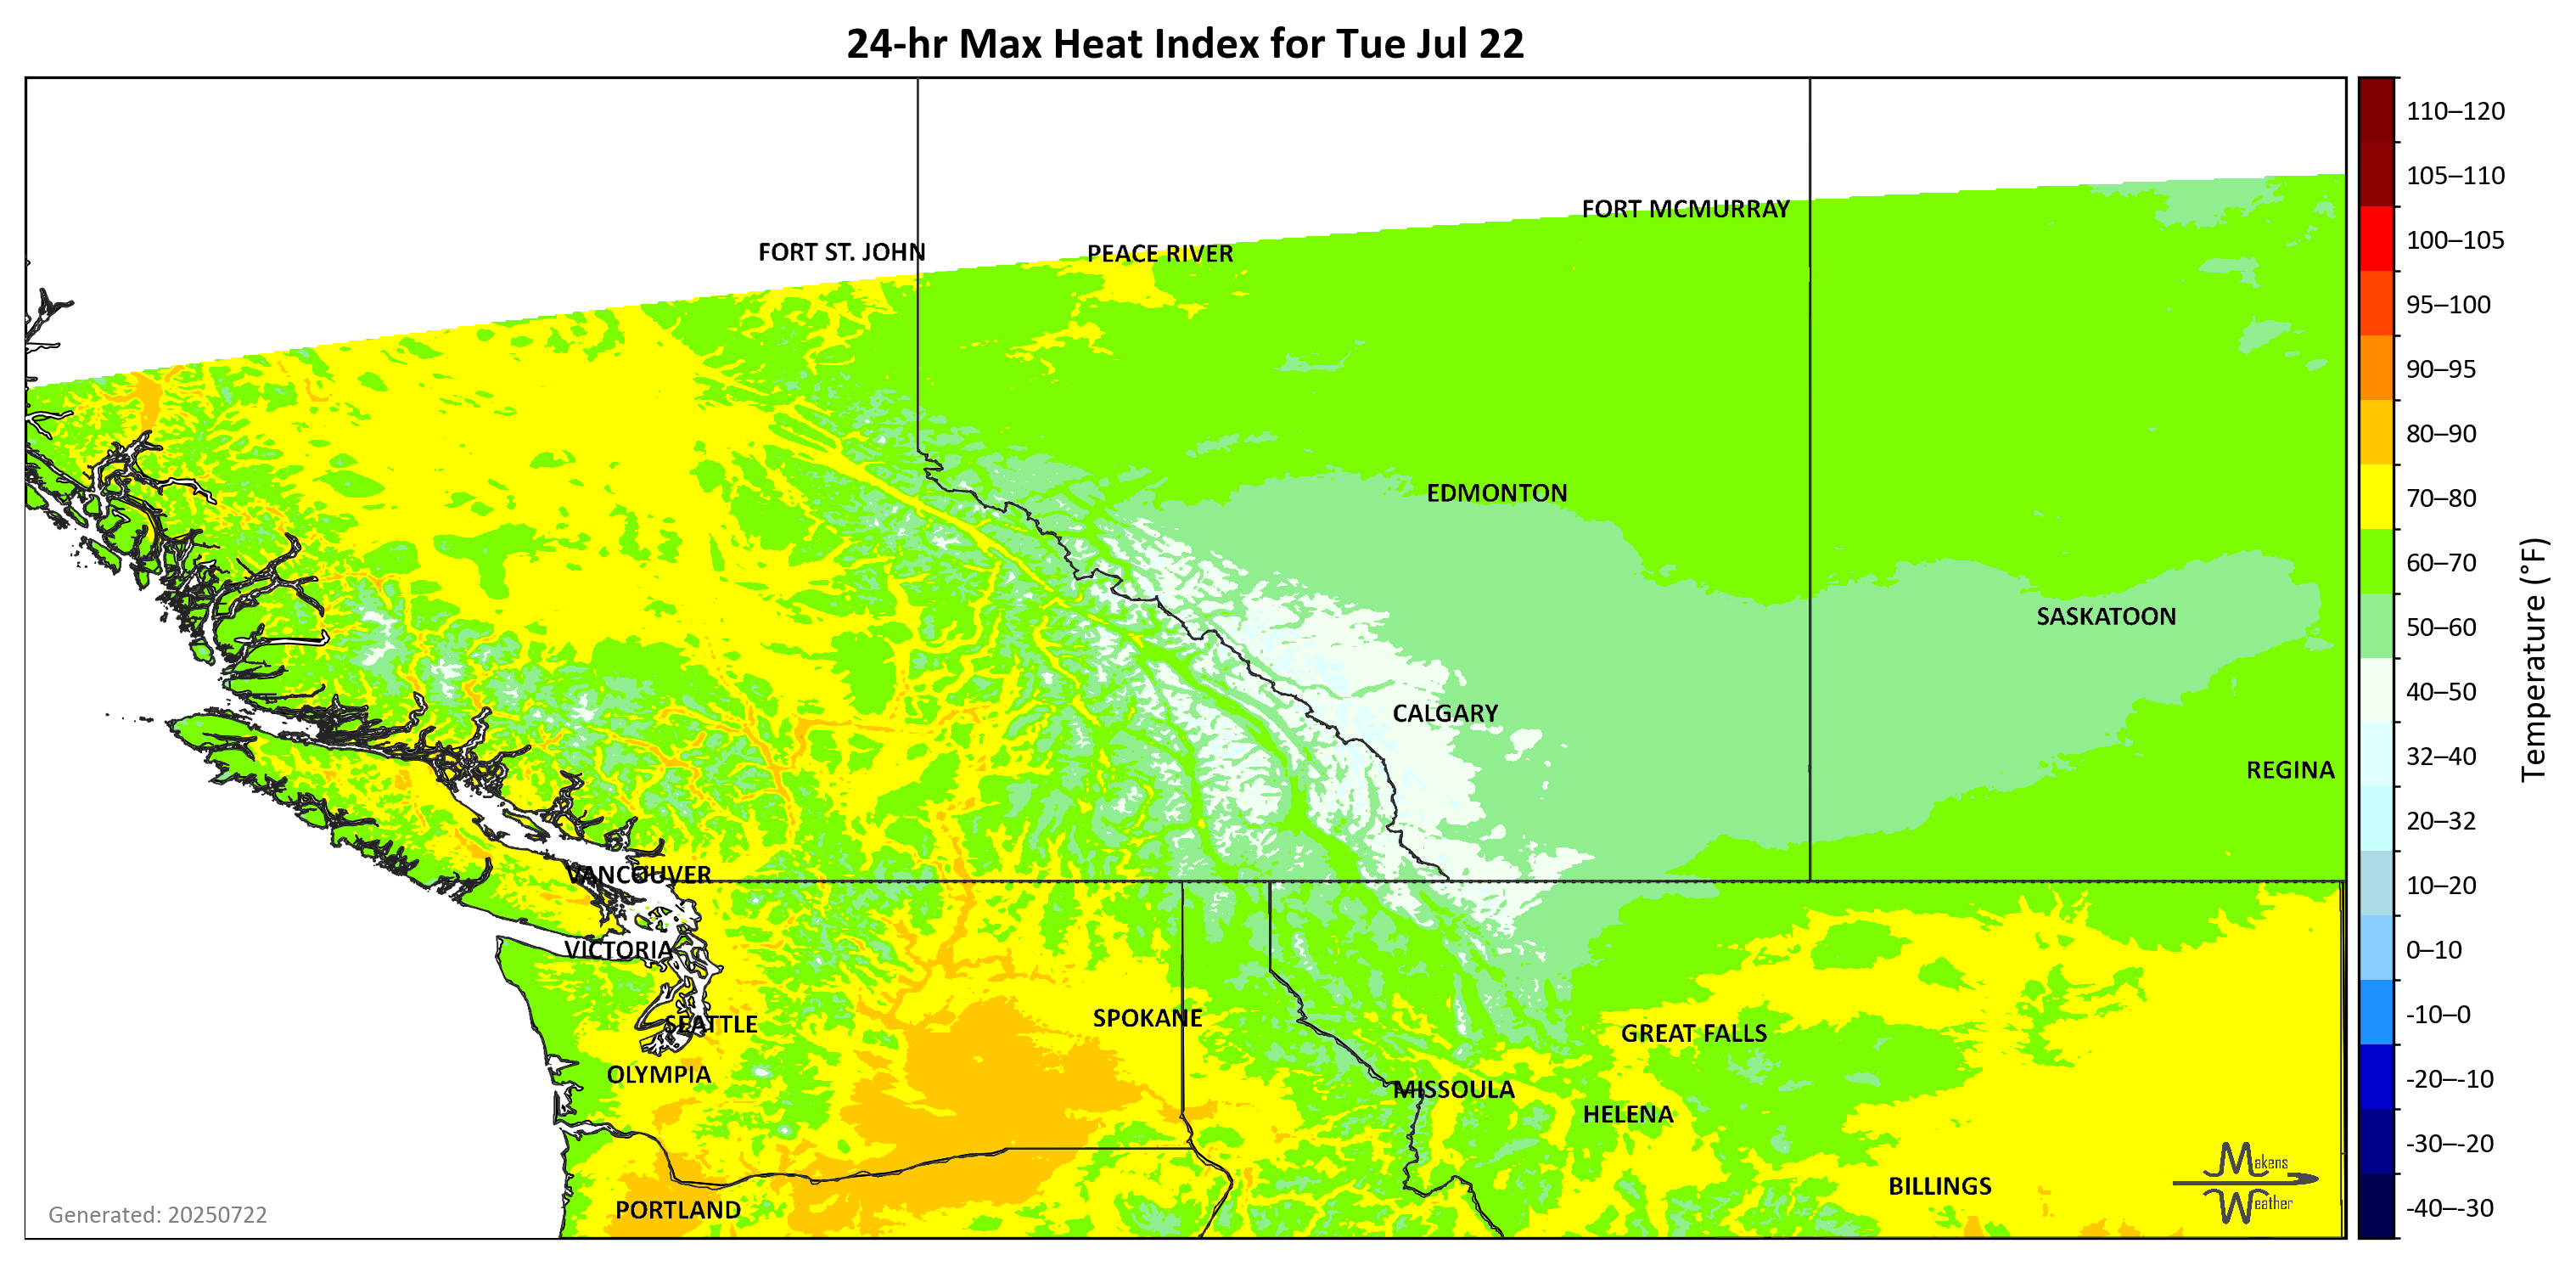 24-hr Max Heat Index for Tue Jul 22
110–120
105–110
100–105
95–100
90–95
80–90
70–80
60–70
50–60
40–50
32–40
20–32
10–20
0–10
-10–0
-20–-10
-30–-20
-40–-30
Temperature (°F)
FORT MCMURRAY
FORT ST. JOHN
PEACE RIVER
EDMONTON
SASKATOON
CALGARY
REGINA
VANCOUVER
VICTORIA
SPOKANE
SEATTLE
GREAT FALLS
OLYMPIA
MISSOULA
HELENA
BILLINGS
PORTLAND
Makens
Weather
Generated: 20250722